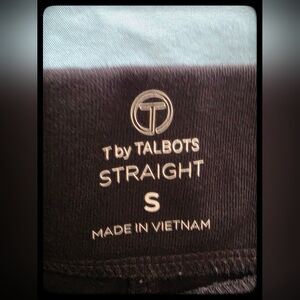 T
T by TALBOTS
STRAIGHT
S
MADE IN VIETNAM